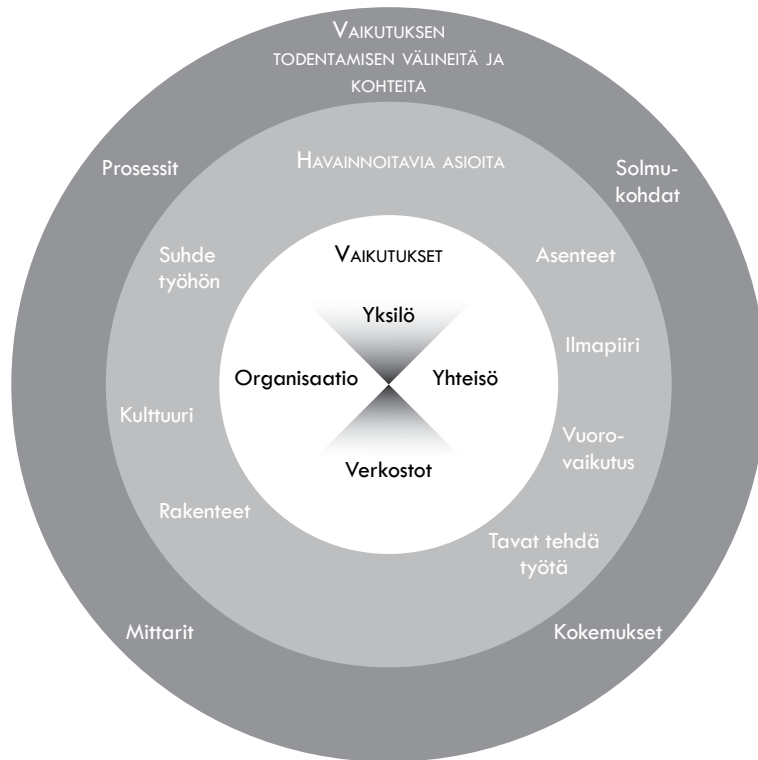 Vaikutuksen
todentamisen välineitä ja
kohteita
Prosessit
Solmu-
kohdat
Mittarit
Kokemukset
Havainnoitavia asioita
Suhde
työhön
Asenteet
Ilmapiiri
Kulttuuri
Vuoro-
vaikutus
Rakenteet
Tavat tehdä
työtä
Vaikutukset
Yksilö
Organisaatio
Yhteisö
Verkostot